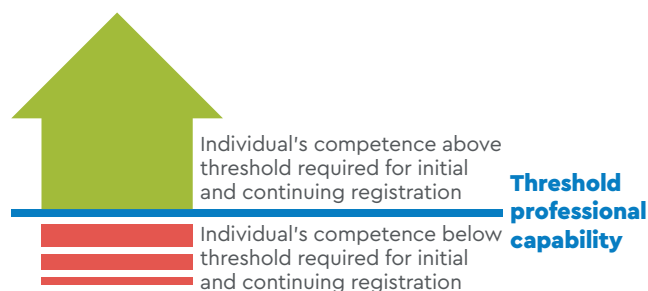 Individual's competence above
threshold required for initial
and continuing registration
Threshold
professional
capability
Individual's competence below
threshold required for initial
and continuing registration